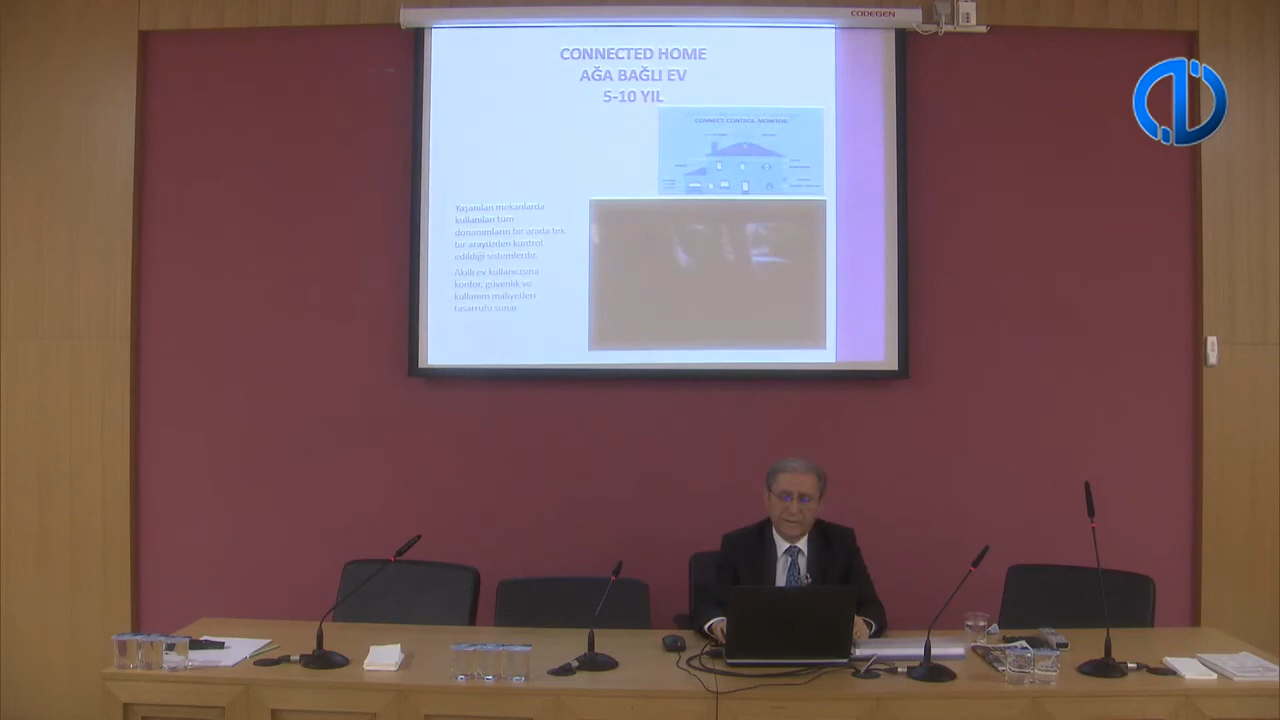 CODEGEN
CONNECTED HOME
AĞA BAĞLI EV
5-10 YIL
CONNECT. CONTROL. MONITOR.
Yaşanılan mekanlarda
kullanılan tüm
donanımların bir arada tek
bir arayüzden kontrol
edildiği sistemlerdir.
Akıllı ev kullanıcısına
konfor, güvenlik ve
kullanım maliyetleri
tasarrufu sunar